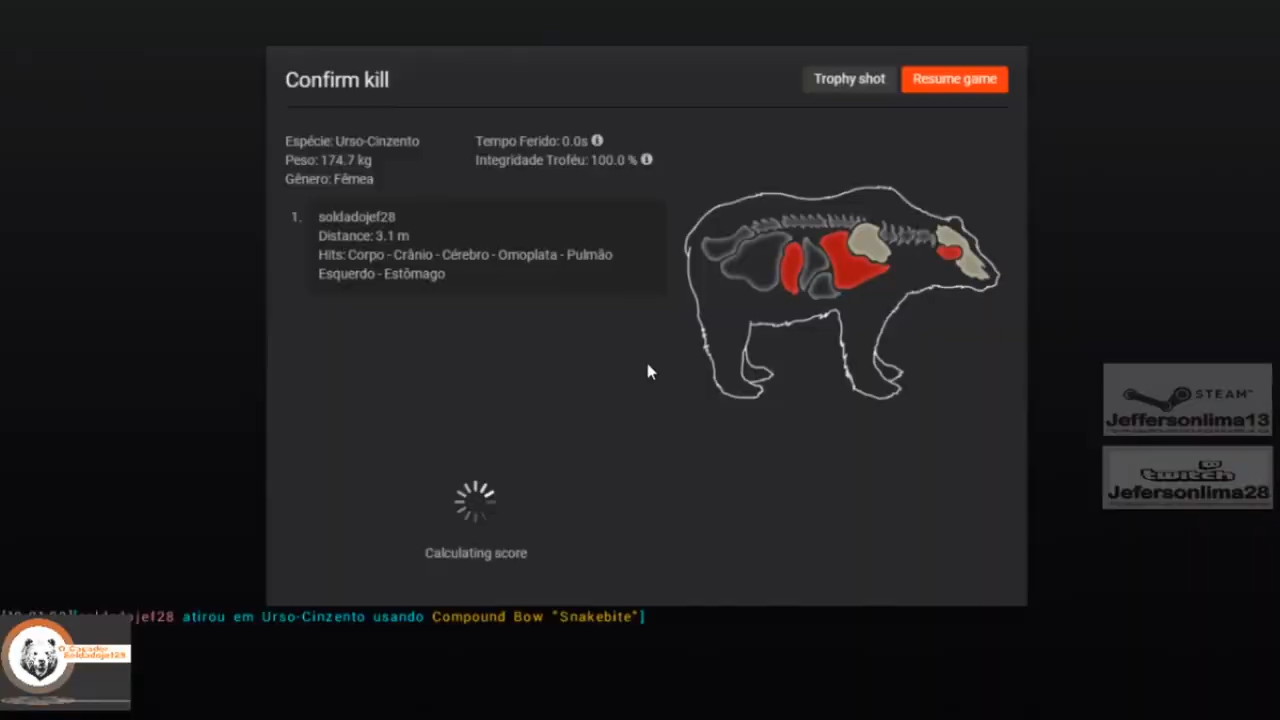 Confirm kill
Trophy shot
Resume game
Espécie: Urso-Cinzento
Tempo Ferido: 0.0s
Peso: 174.7 kg
Integridade Troféu: 100.0 %
Gênero: Fêmea
1. soldadojef28
Distance: 3.1 m
Hits: Corpo - Crânio - Cérebro - Omoplata - Pulmão
Esquerdo - Estômago
STEAM
Jeffersonlima13
twitch
Jefersonlima28
Calculating score
soldadojef28 atirou em Urso-Cinzento usando Compound Bow "Snakebite"]
O Caçador